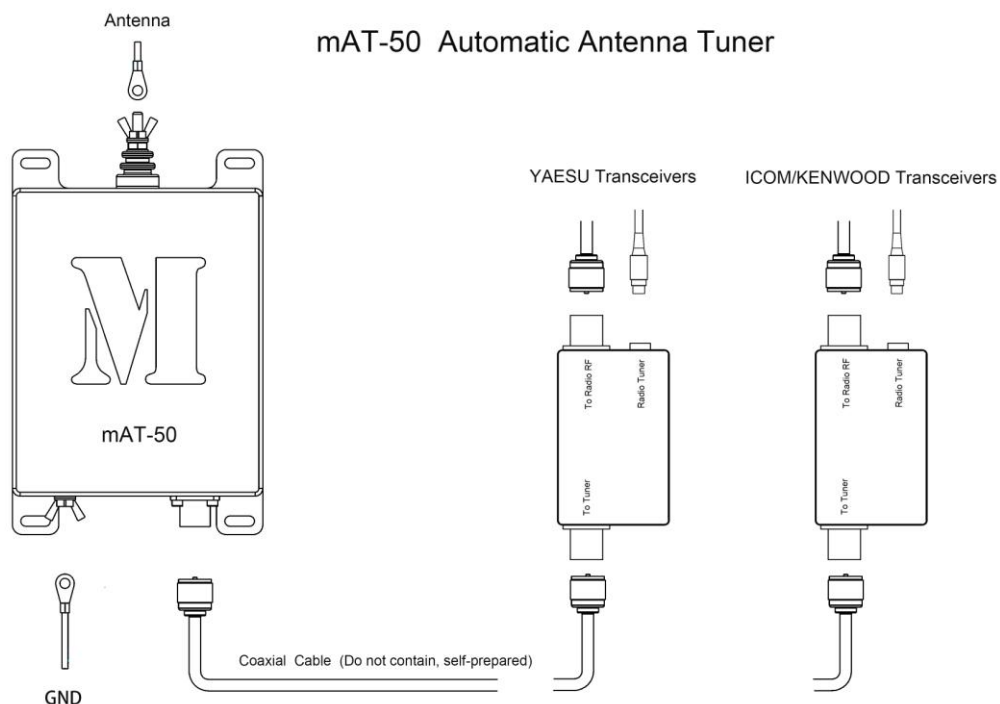 Antenna
mAT-50 Automatic Antenna Tuner
YAESU Transceivers
ICOM/KENWOOD Transceivers
M
mAT-50
To Radio RF
Radio Tuner
To Tuner
To Radio RF
Radio Tuner
To Tuner
Coaxial Cable (Do not contain, self-prepared)
GND